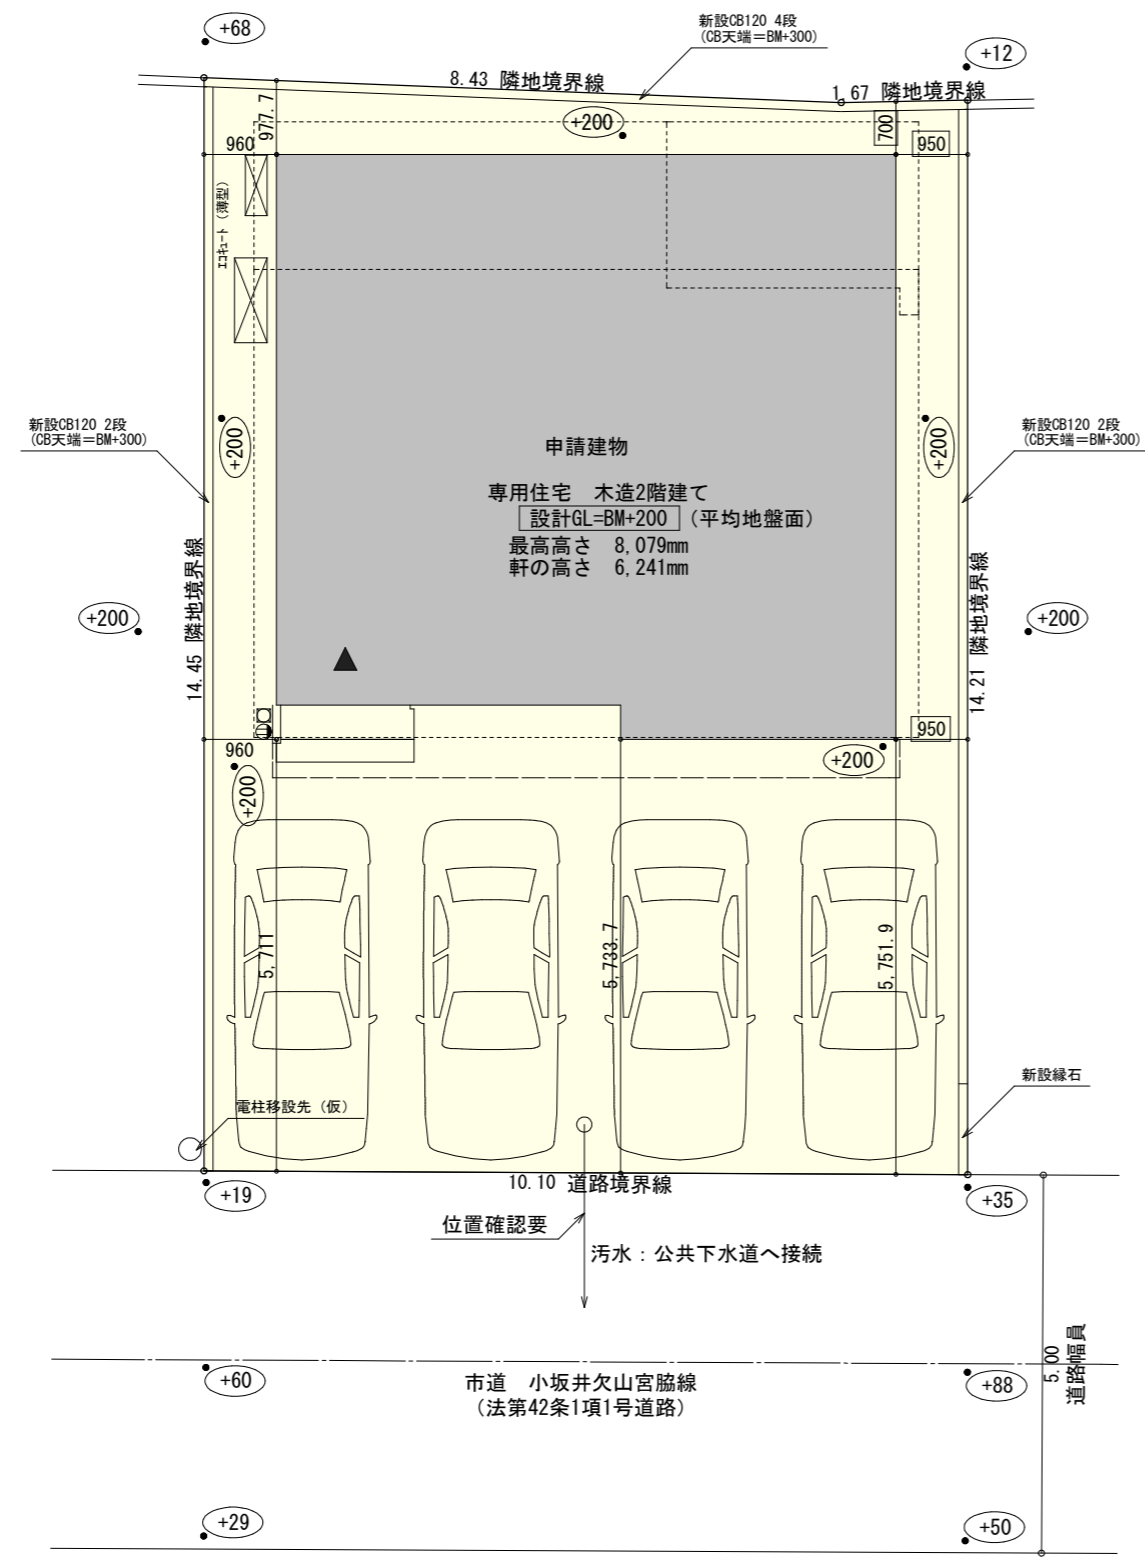 +68
新設CB120 4段
(CB天端＝BM+300)
+12
8.43 隣地境界線
1.67 隣地境界線
977.7
+200
700
960
950
エコキュート（薄型）
新設CB120 2段
(CB天端＝BM+300)
+200
+200
新設CB120 2段
(CB天端＝BM+300)
申請建物
専用住宅　木造2階建て
設計GL=BM+200 (平均地盤面)
最高高さ　8,079mm
軒の高さ　6,241mm
+200
+200
14.45 隣地境界線
14.21 隣地境界線
960
950
+200
+200
5,711
5,733.7
5,751.9
電柱移設先（仮）
新設縁石
+19
10.10 道路境界線
+35
位置確認要
汚水：公共下水道へ接続
+60
市道　小坂井欠山宮脇線
（法第42条1項1号道路）
+88
5.00
道路幅員
+29
+50